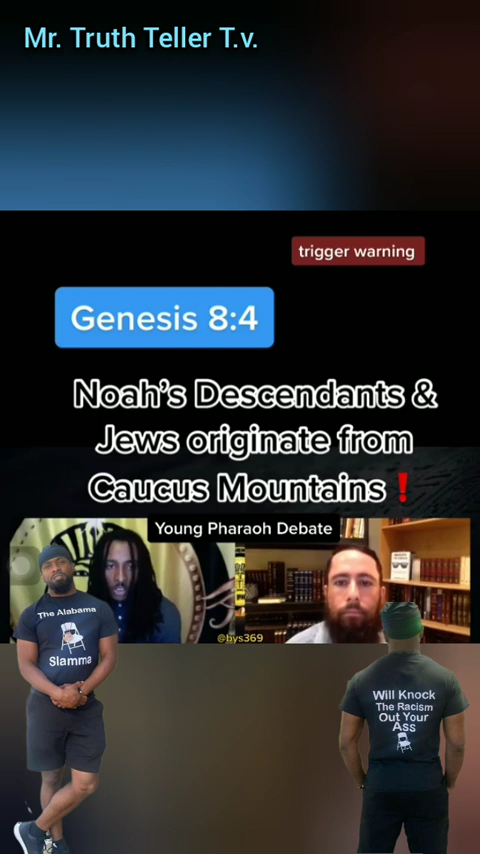 Mr. Truth Teller T.v.
trigger warning
Genesis 8:4
Noah's Descendants &
Jews originate from
Caucus Mountains❗
Young Pharaoh Debate
@bys369
The Alabama
Slamma
Will Knock
The Racism
Out Your
Ass